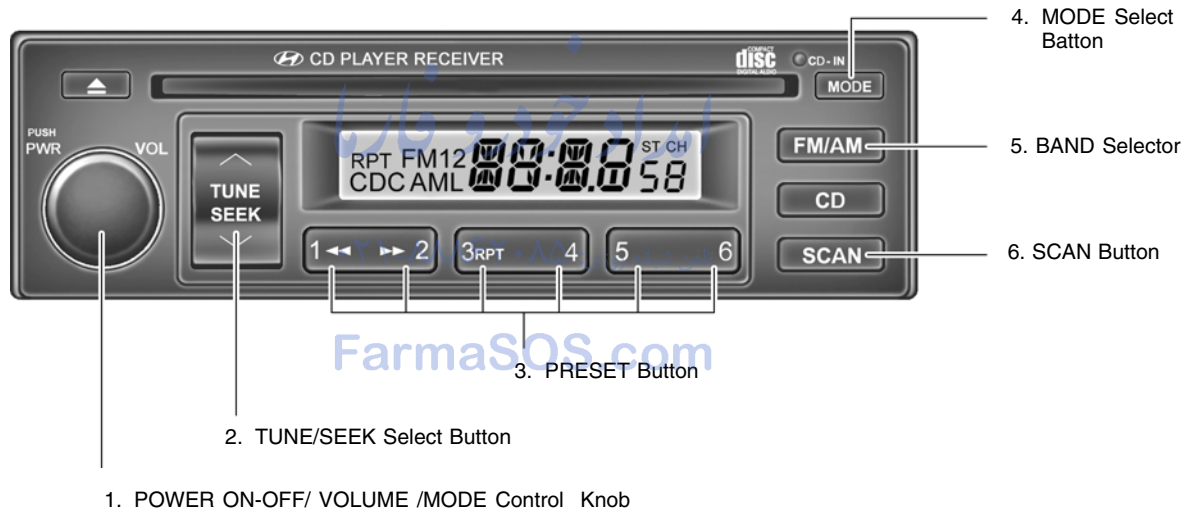 4. MODE Select
Batton
CD PLAYER RECEIVER
COMPACT
disc
DIGITAL AUDIO
CD-IN
MODE
PUSH
PWR
VOL
TUNE
SEEK
RPT FM12 88:8.8 ST CH
CDC AML 58
FM/AM
5. BAND Selector
CD
1 2 3RPT 4 5 6
SCAN
6. SCAN Button
FarmaSOS.com
3. PRESET Button
2. TUNE/SEEK Select Button
1. POWER ON-OFF/ VOLUME /MODE Control Knob